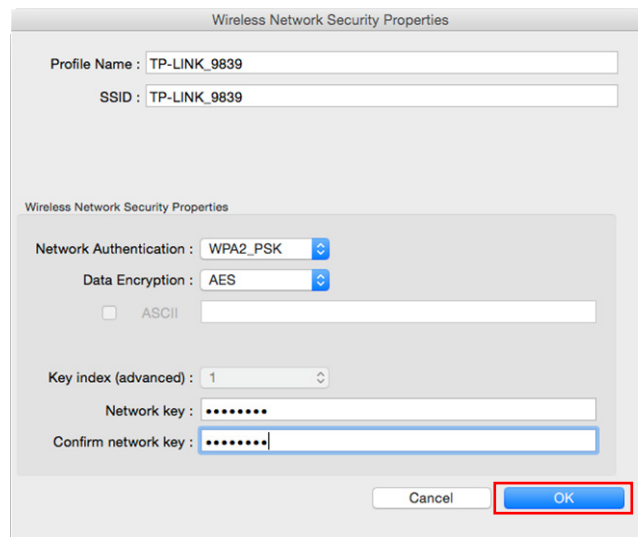 Wireless Network Security Properties
Profile Name : TP-LINK_9839
SSID : TP-LINK_9839
Wireless Network Security Properties
Network Authentication : WPA2_PSK
Data Encryption : AES
ASCII
Key index (advanced) : 1
Network key : ••••••••
Confirm network key : ••••••••
Cancel OK